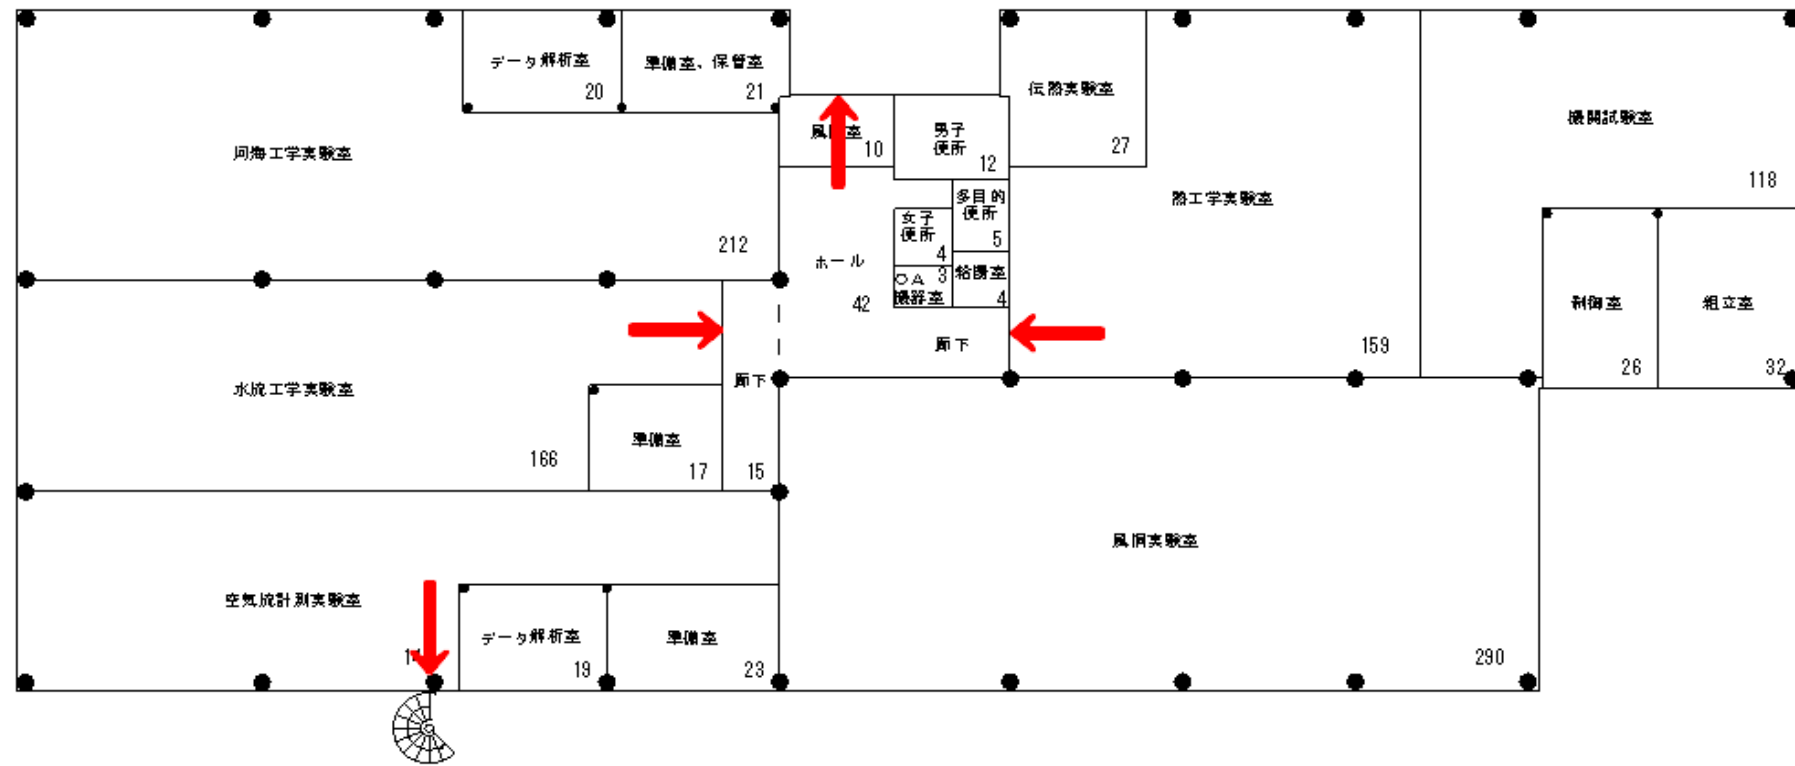 データ解析室
20
準備室、保管室
21
伝熱実験室
27
機関試験室
118
10
男子
便所
12
回海工学実験室
212
熱工学実験室
159
多目的
便所
5
女子
便所
4
ホール
42
OA
機器室
3
給湯室
4
廊下
制御室
26
組立室
32
水流工学実験室
166
準備室
17
廊下
15
風洞実験室
290
空気流計測実験室
データ解析室
19
準備室
23